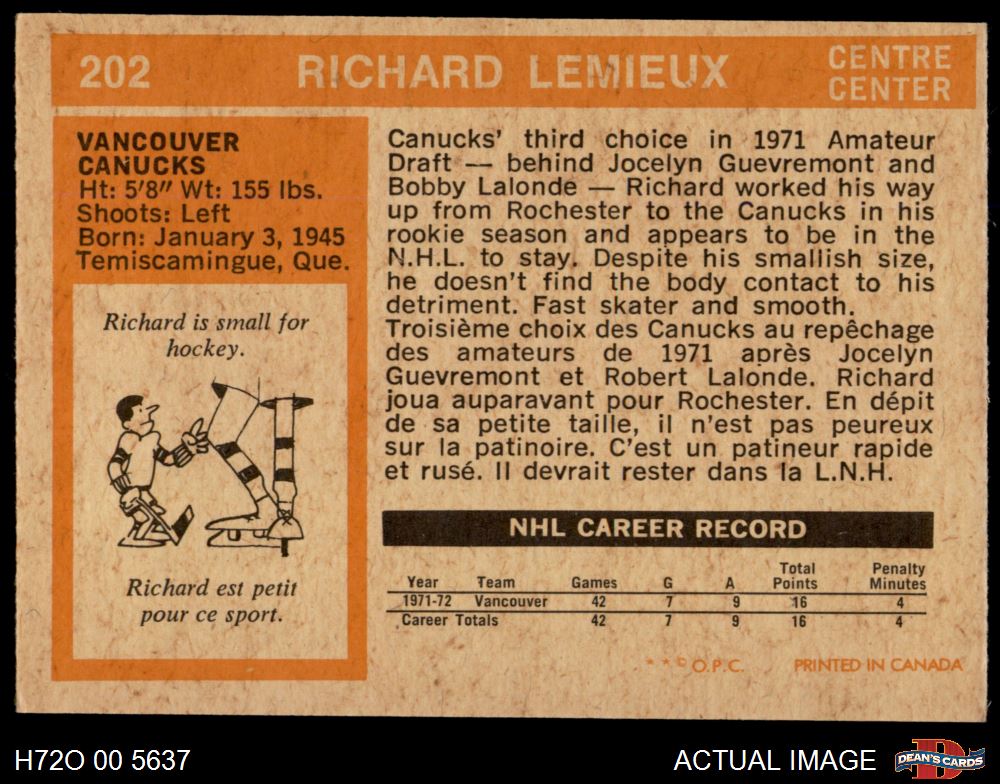 202 RICHARD LEMIEUX CENTRE
CENTER
VANCOUVER
CANUCKS
Ht: 5'8" Wt: 155 lbs.
Shoots: Left
Born: January 3, 1945
Temiscamingue, Que.
Richard is small for
hockey.
Richard est petit
pour ce sport.
Canucks' third choice in 1971 Amateur
Draft — behind Jocelyn Guevremont and
Bobby Lalonde — Richard worked his way
up from Rochester to the Canucks in his
rookie season and appears to be in the
N.H.L. to stay. Despite his smallish size,
he doesn't find the body contact to his
detriment. Fast skater and smooth.
Troisième choix des Canucks au repêchage
des amateurs de 1971 après Jocelyn
Guevremont et Robert Lalonde. Richard
joua auparavant pour Rochester. En dépit
de sa petite taille, il n'est pas peureux
sur la patinoire. C'est un patineur rapide
et rusé. Il devrait rester dans la L.N.H.
NHL CAREER RECORD
Year Team Games G A Total Points Penalty Minutes
1971-72 Vancouver 42 7 9 16 4
Career Totals 42 7 9 16 4
* * © O.P.C. PRINTED IN CANADA
H72O 00 5637 ACTUAL IMAGE DEAN'S CARDS